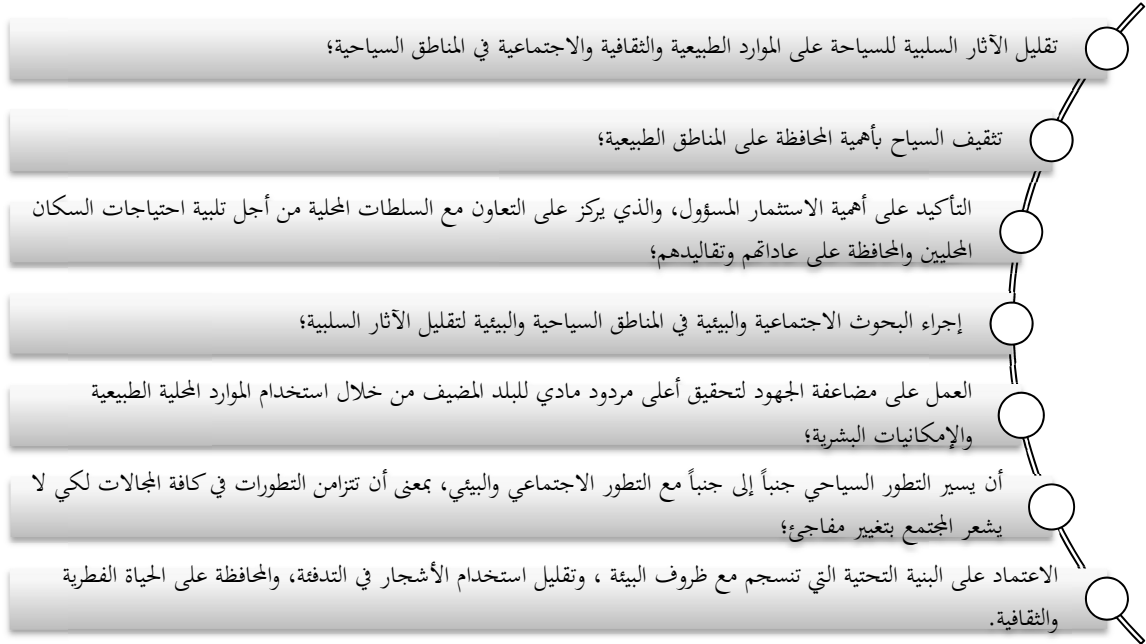 تقليل الآثار السلبية للسياحة على الموارد الطبيعية والثقافية والاجتماعية في المناطق السياحية؛
تثقيف السياح بأهمية المحافظة على المناطق الطبيعية؛
التأكيد على أهمية الاستثمار المسؤول، والذي يركز على التعاون مع السلطات المحلية من أجل تلبية احتياجات السكان
المحليين والمحافظة على عاداتهم وتقاليدهم؛
إجراء البحوث الاجتماعية والبيئية في المناطق السياحية والبيئية لتقليل الآثار السلبية؛
العمل على مضاعفة الجهود لتحقيق أعلى مردود مادي للبلد المضيف من خلال استخدام الموارد المحلية الطبيعية
والإمكانيات البشرية؛
أن يسير التطور السياحي جنباً إلى جنباً مع التطور الاجتماعي والبيئي، بمعنى أن تتزامن التطورات في كافة المجالات لكي لا
يشعر المجتمع بتغيير مفاجئ؛
الاعتماد على البنية التحتية التي تنسجم مع ظروف البيئة ، وتقليل استخدام الأشجار في التدفئة، والمحافظة على الحياة الفطرية
والثقافية.